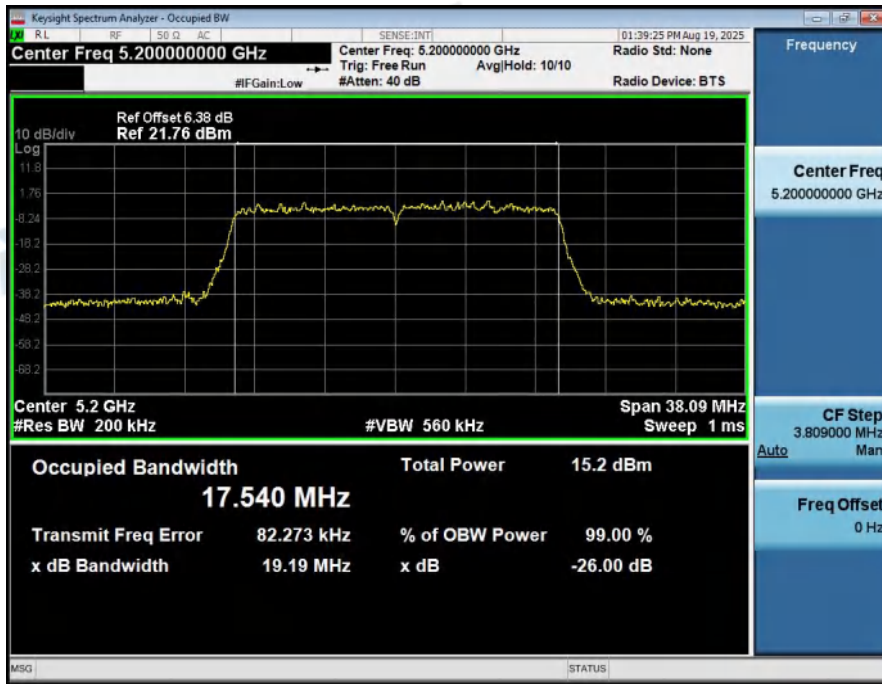 Keysight Spectrum Analyzer - Occupied BW
LXI RL RF 50 Ω AC SENSE:INT 01:39:25 PM Aug 19, 2025
Center Freq 5.200000000 GHz
Center Freq: 5.200000000 GHz
Radio Std: None
Trig: Free Run
Avg|Hold: 10/10
#IFGain:Low
#Atten: 40 dB
Radio Device: BTS
Ref Offset 6.38 dB
10 dB/div
Ref 21.76 dBm
Log
11.8
1.76
-8.24
-18.2
-28.2
-38.2
-48.2
-58.2
-68.2
Center 5.2 GHz
Span 38.09 MHz
#Res BW 200 kHz
#VBW 560 kHz
Sweep 1 ms
Occupied Bandwidth
Total Power
15.2 dBm
17.540 MHz
Transmit Freq Error
82.273 kHz
% of OBW Power
99.00 %
x dB Bandwidth
19.19 MHz
x dB
-26.00 dB
Frequency
Center Freq
5.200000000 GHz
CF Step
3.809000 MHz
Auto
Man
Freq Offset
0 Hz
MSG
STATUS